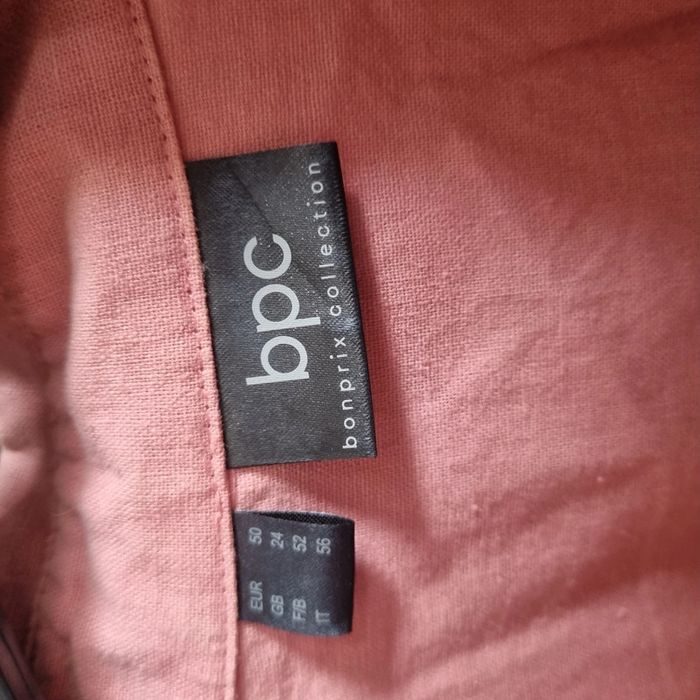 bpc
bonprix collection
EUR 50
GB 24
F/B 52
IT 56